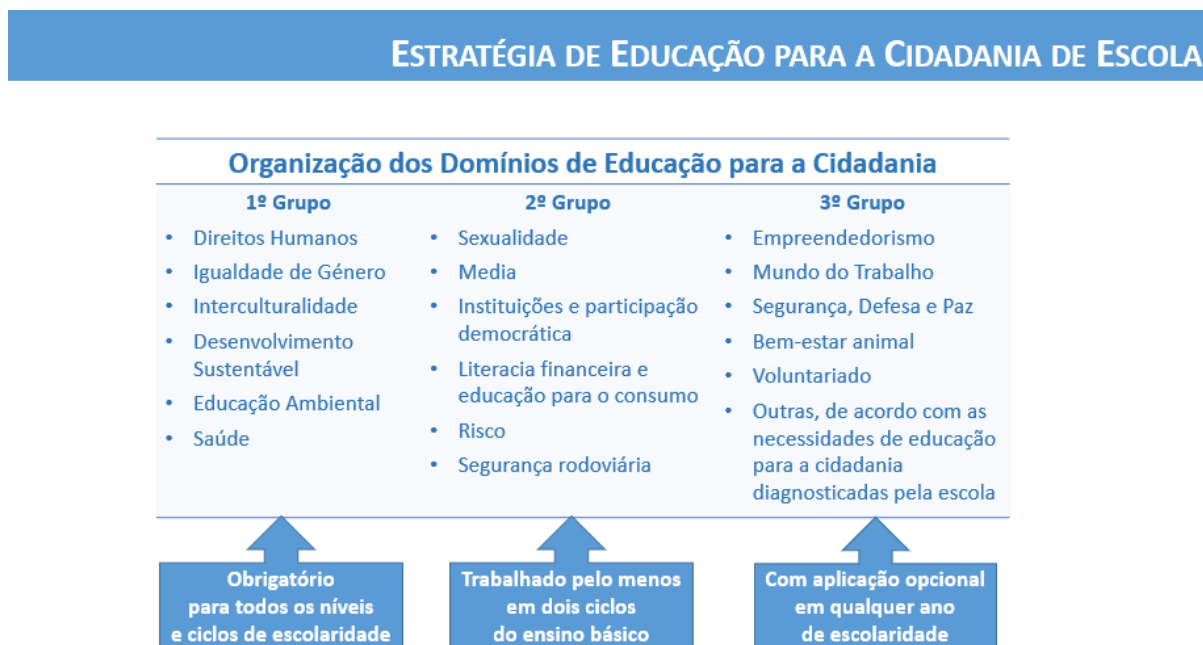 ESTRATÉGIA DE EDUCAÇÃO PARA A CIDADANIA DE ESCOLA
Organização dos Domínios de Educação para a Cidadania
1º Grupo
• Direitos Humanos
• Igualdade de Género
• Interculturalidade
• Desenvolvimento
Sustentável
• Educação Ambiental
• Saúde
2º Grupo
• Sexualidade
• Media
• Instituições e participação
democrática
• Literacia financeira e
educação para o consumo
• Risco
• Segurança rodoviária
3º Grupo
• Empreendedorismo
• Mundo do Trabalho
• Segurança, Defesa e Paz
• Bem-estar animal
• Voluntariado
• Outras, de acordo com as
necessidades de educação
para a cidadania
diagnosticadas pela escola
Obrigatório
para todos os níveis
e ciclos de escolaridade
Trabalhado pelo menos
em dois ciclos
do ensino básico
Com aplicação opcional
em qualquer ano
de escolaridade